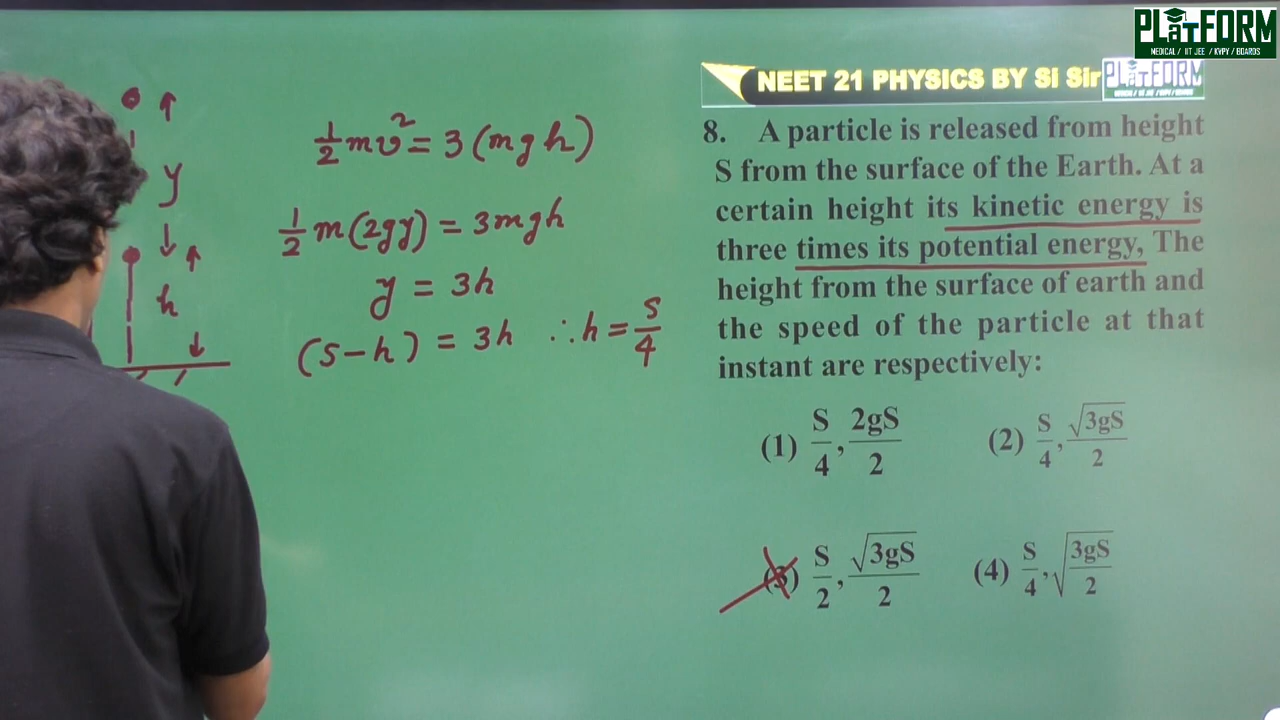 PLATFORM
MEDICAL / IIT JEE / KVPY / BOARDS
NEET 21 PHYSICS BY Si Sir
PLATFORM
8. A particle is released from height
S from the surface of the Earth. At a
certain height its kinetic energy is
three times its potential energy, The
height from the surface of earth and
the speed of the particle at that
instant are respectively:
(1) S/4, 2gS/2
(2) S/4, √3gS/2
(3) S/2, √3gS/2
(4) S/4, √(3gS/2)
y
h
½mv² = 3(mgh)
½m(2gy) = 3mgh
y = 3h
(S-h) = 3h ∴h = S/4